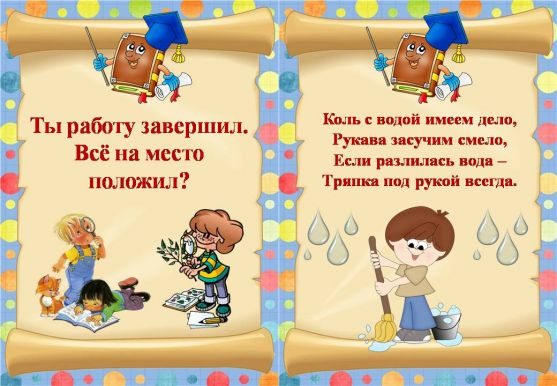 Ты работу завершил.
Всё на место
положил?
Коль с водой имеем дело,
Рукава засучим смело,
Если разлилась вода –
Тряпка под рукой всегда.